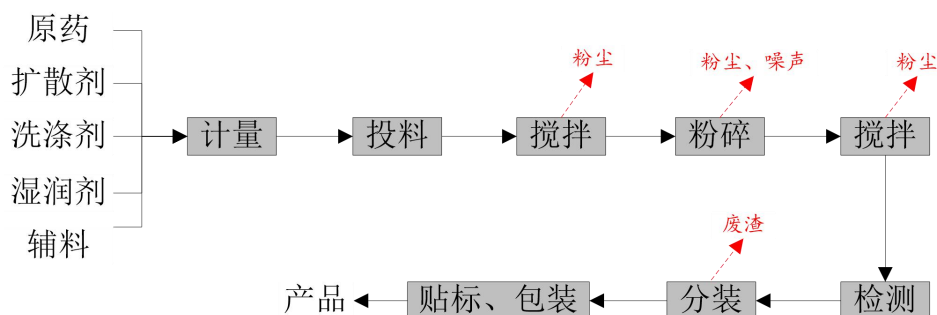 原药
扩散剂
洗涤剂
湿润剂
辅料
计量
投料
搅拌
粉尘
粉碎
粉尘、噪声
搅拌
粉尘
检测
分装
废渣
贴标、包装
产品